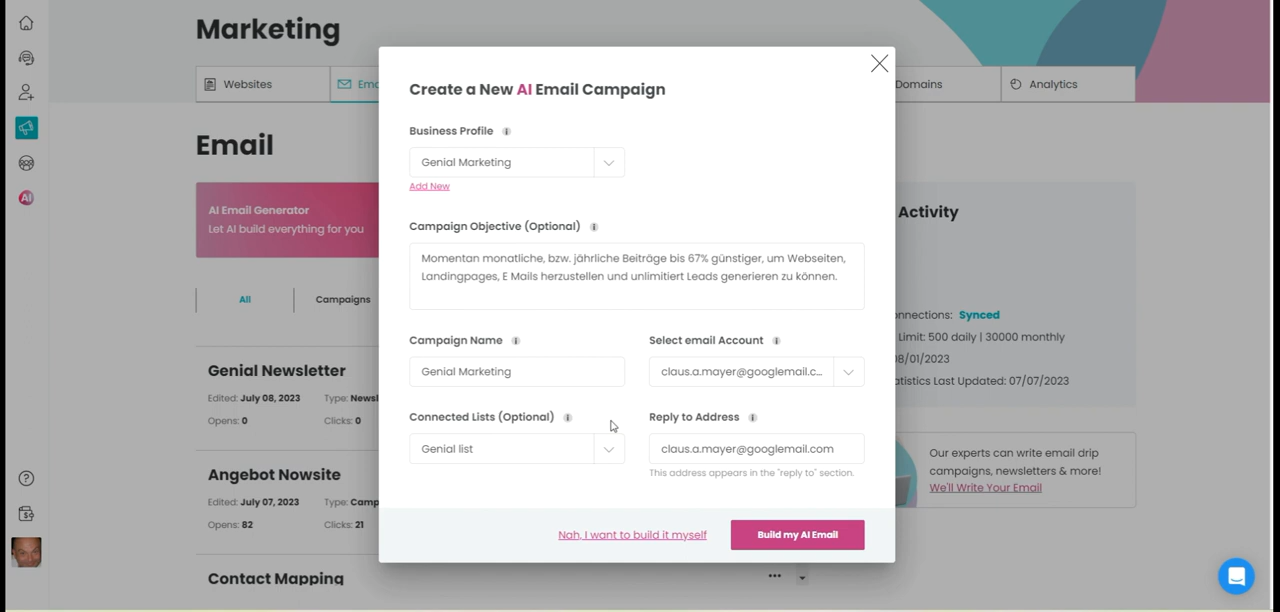 Marketing
Websites
Ema
Domains
Analytics
Email
AI
AI Email Generator
Let AI build everything for you
All
Campaigns
Genial Newsletter
Edited: July 08, 2023 Type: Newsl
Opens: 0 Clicks: 0
Angebot Nowsite
Edited: July 07, 2023 Type: Camp
Opens: 82 Clicks: 21
Contact Mapping
Create a New AI Email Campaign
Business Profile
Genial Marketing
Add New
Campaign Objective (Optional)
Momentan monatliche, bzw. jährliche Beiträge bis 67% günstiger, um Webseiten,
Landingpages, E Mails herzustellen und unlimitiert Leads generieren zu können.
Campaign Name
Genial Marketing
Select email Account
claus.a.mayer@googlemail.c...
Connected Lists (Optional)
Genial list
Reply to Address
claus.a.mayer@googlemail.com
This address appears in the "reply to" section.
Nah, I want to build it myself
Build my AI Email
Activity
nnections: Synced
Limit: 500 daily | 30000 monthly
08/01/2023
atistics Last Updated: 07/07/2023
Our experts can write email drip
campaigns, newsletters & more!
We'll Write Your Email